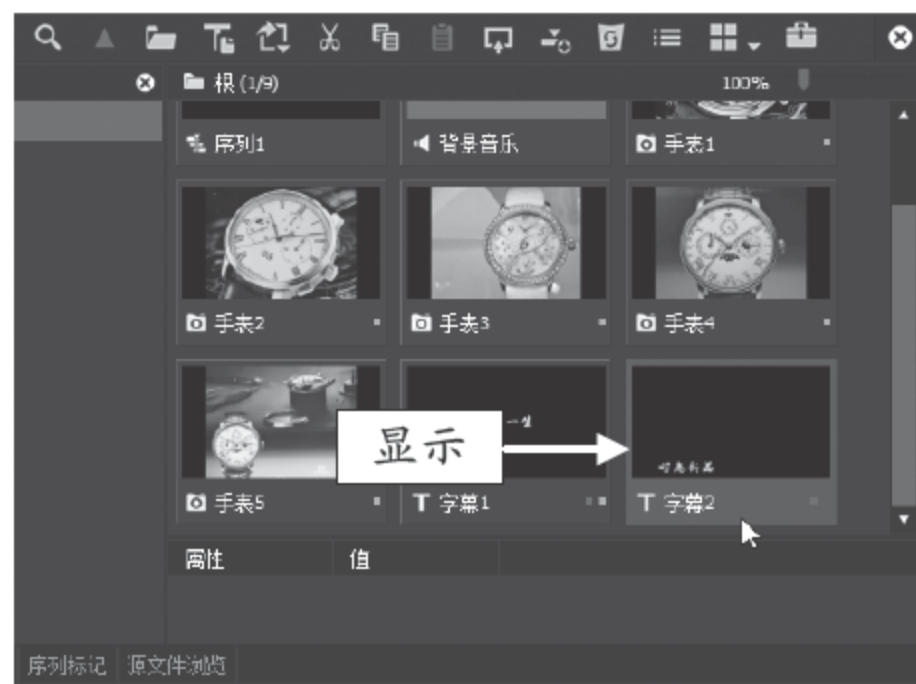 根 (1/9)
100%
序列1
背景音乐
手表1
手表2
手表3
手表4
手表5
字幕1
字幕2
显示
属性
值
序列标记
源文件浏览